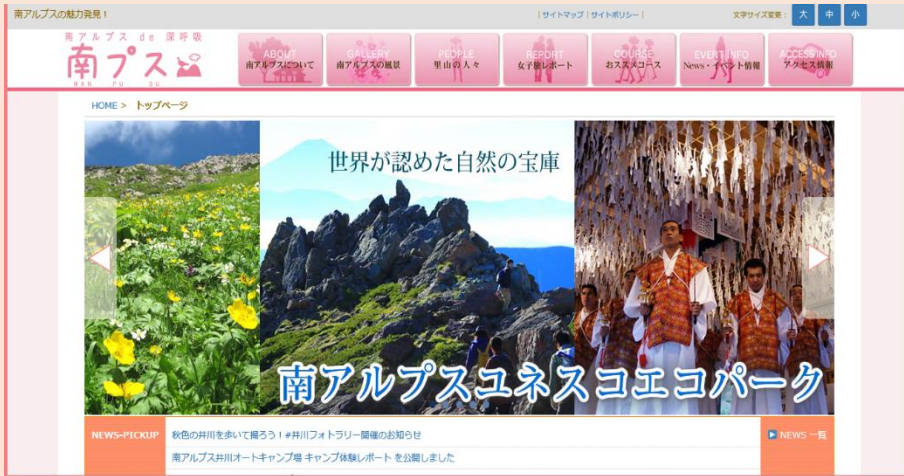 南アルプスの魅力発見！
｜サイトマップ｜サイトポリシー｜
文字サイズ変更： 大 中 小
南アルプス de 深呼吸
南プス
NAN PU SU
ABOUT
南アルプスについて
GALLERY
南アルプスの風景
PEOPLE
里山の人々
REPORT
女子旅レポート
COURSE
おススメコース
EVENT INFO
News・イベント情報
ACCESS INFO
アクセス情報
HOME > トップページ
世界が認めた自然の宝庫
南アルプスユネスコエコパーク
NEWS-PICKUP
秋色の井川を歩いて撮ろう！#井川フォトラリー開催のお知らせ
南アルプス井川オートキャンプ場 キャンプ体験レポート を公開しました
NEWS 一覧